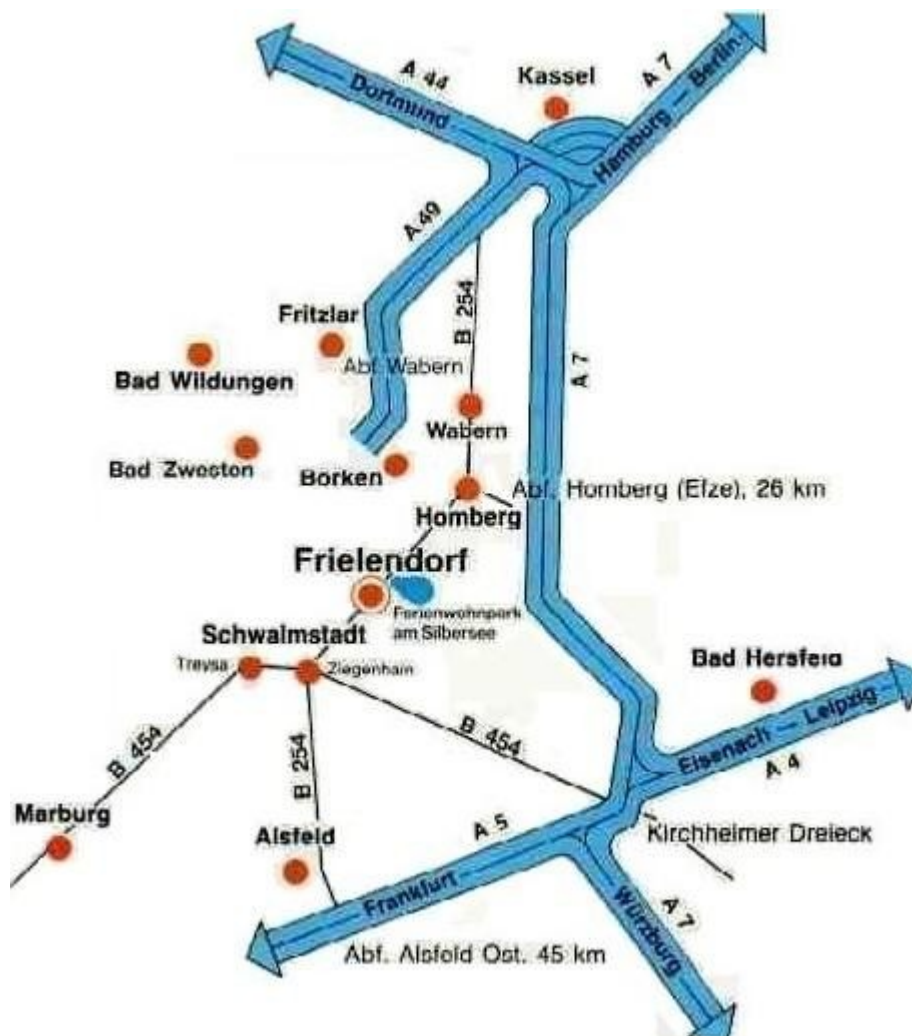 A 44
Kassel
A 7
Dortmund
Hamburg — Berlin
A 49
Fritzlar
B 254
Abf. Wabern
A 7
Bad Wildungen
Wabern
Bad Zwesten
Borken
Abf. Homberg (Efze), 26 km
Homberg
Frielendorf
Ferienwohnpark
am Silbersee
Schwalmstadt
Treysa
Ziegenhain
Bad Hersfeld
B 454
B 254
B 454
Eisenach — Leipzig
A 4
Marburg
Alsfeld
A 5
Kirchheimer Dreieck
Frankfurt
A 7
Würzburg
Abf. Alsfeld Ost. 45 km